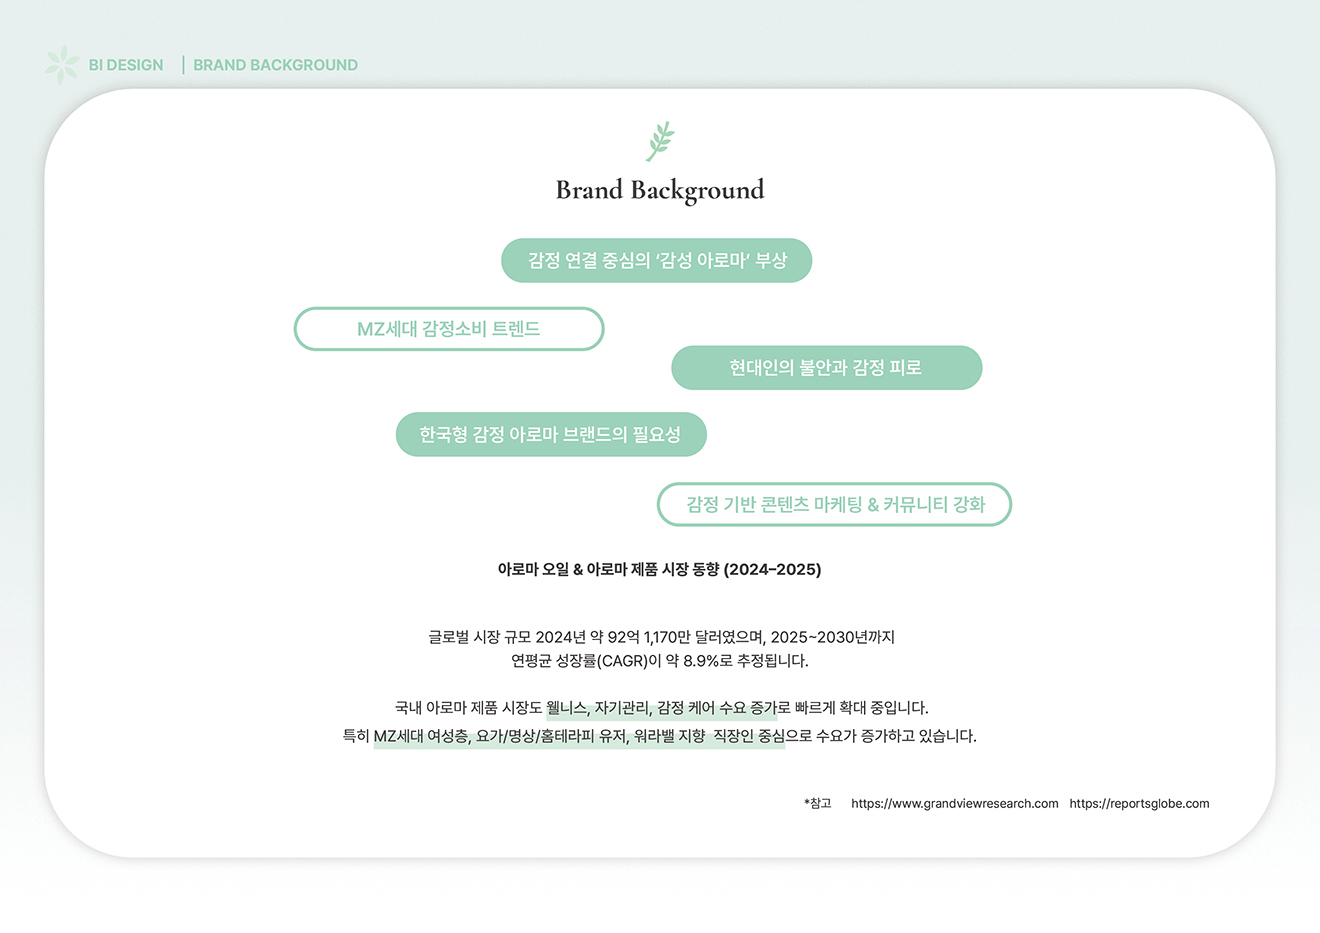 BI DESIGN | BRAND BACKGROUND
Brand Background
감정 연결 중심의 ‘감성 아로마‘ 부상
MZ세대 감정소비 트렌드
현대인의 불안과 감정 피로
한국형 감정 아로마 브랜드의 필요성
감정 기반 콘텐츠 마케팅 & 커뮤니티 강화
아로마 오일 & 아로마 제품 시장 동향 (2024–2025)
글로벌 시장 규모 2024년 약 92억 1,170만 달러였으며, 2025~2030년까지
연평균 성장률(CAGR)이 약 8.9%로 추정됩니다.
국내 아로마 제품 시장도 웰니스, 자기관리, 감정 케어 수요 증가로 빠르게 확대 중입니다.
특히 MZ세대 여성층, 요가/명상/홈테라피 유저, 워라밸 지향 직장인 중심으로 수요가 증가하고 있습니다.
*참고 https://www.grandviewresearch.com https://reportsglobe.com